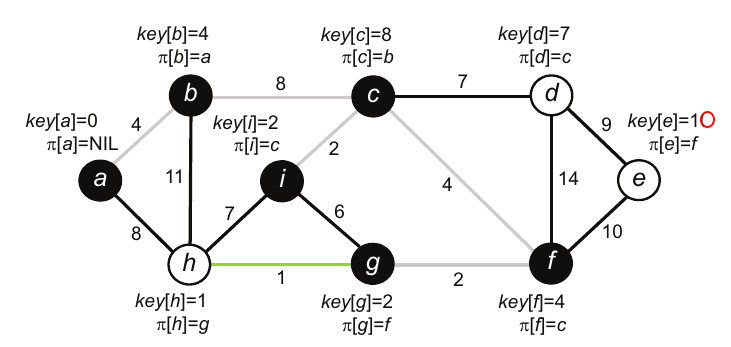 key[b]=4
π[b]=a
key[c]=8
π[c]=b
key[d]=7
π[d]=c
b
8
c
7
d
key[a]=0
π[a]=NIL
4
key[i]=2
π[i]=c
9
key[e]=1O
π[e]=f
a
11
i
2
4
14
e
8
7
6
10
h
1
g
2
f
key[h]=1
π[h]=g
key[g]=2
π[g]=f
key[f]=4
π[f]=c